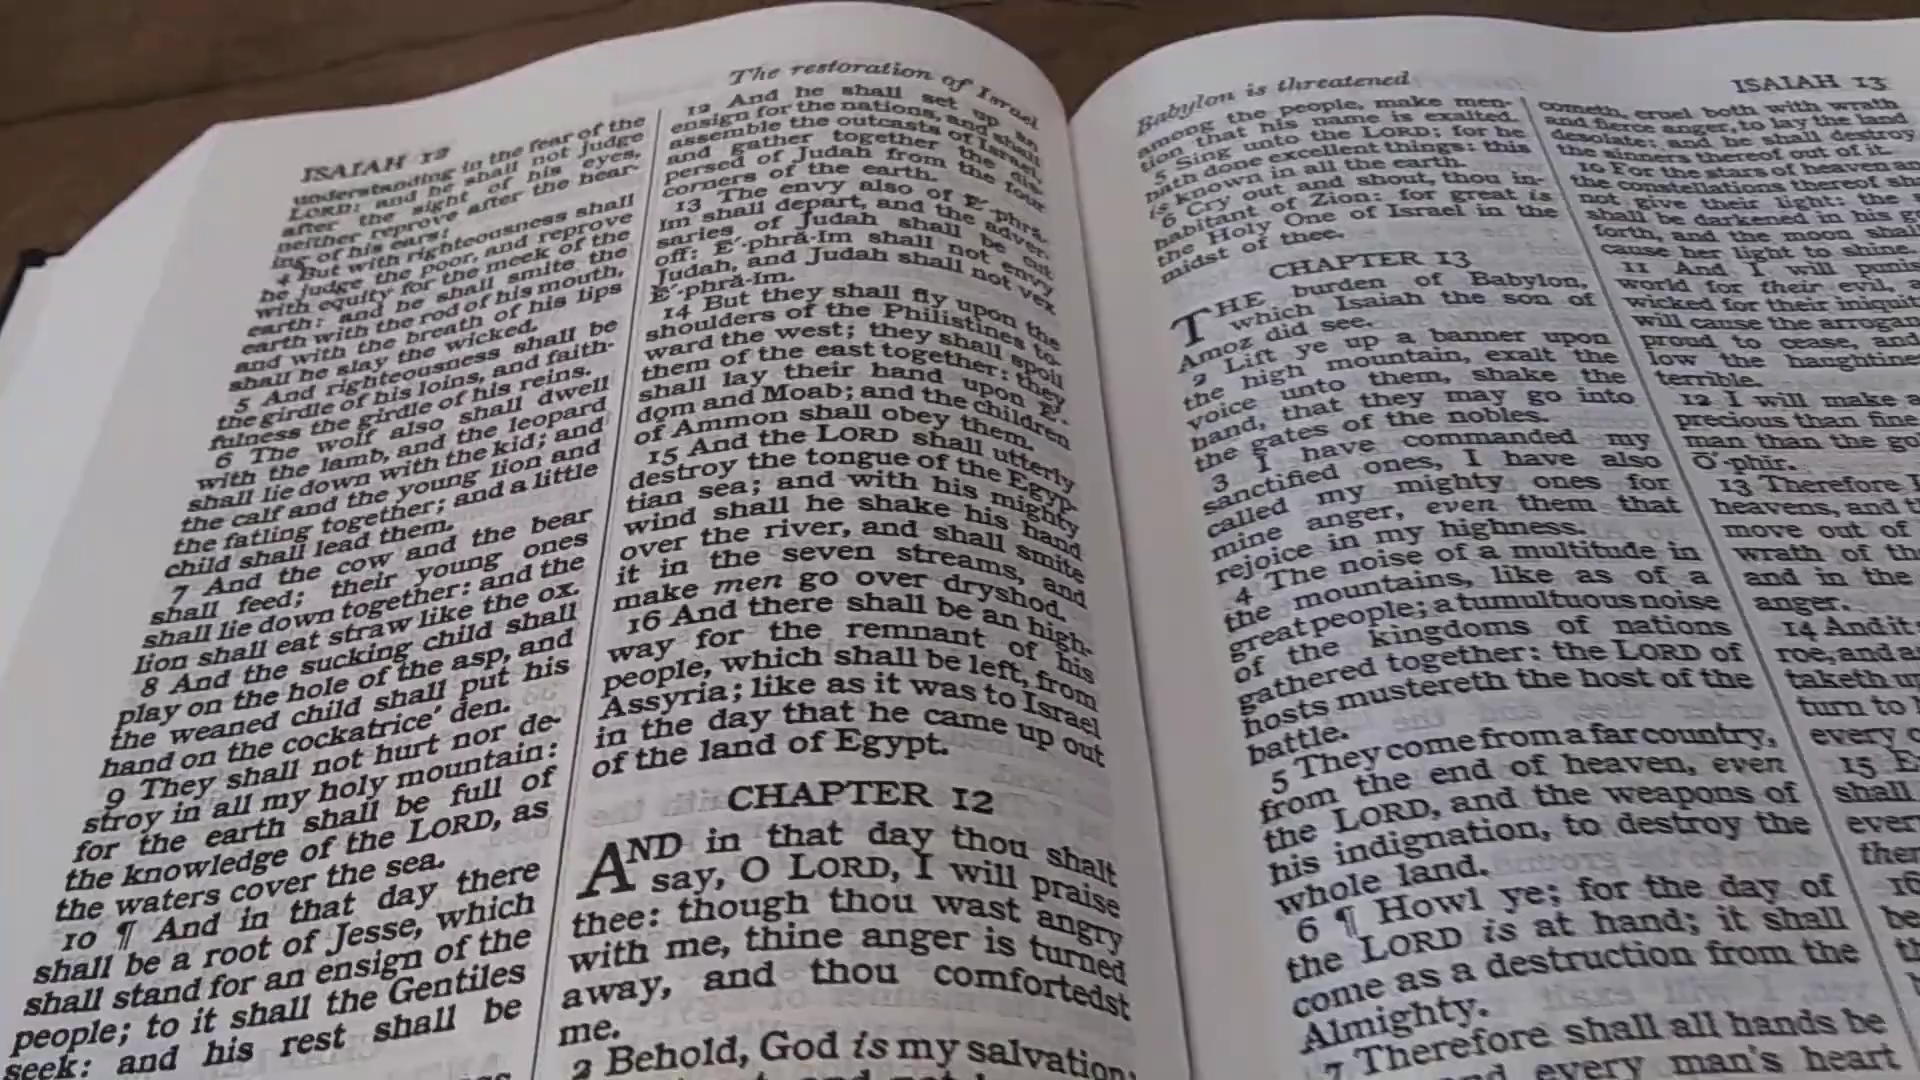 ISAIAH 12
understanding in the fear of the
LORD: and he shall not judge
after the sight of his eyes,
neither reprove after the hear-
ing of his ears:
4 But with righteousness shall
he judge the poor, and reprove
with equity for the meek of the
earth: and he shall smite the
earth with the rod of his mouth,
and with the breath of his lips
shall he slay the wicked.
5 And righteousness shall be
the girdle of his loins, and faith-
fulness the girdle of his reins.
6 The wolf also shall dwell
with the lamb, and the leopard
shall lie down with the kid; and
the calf and the young lion and
the fatling together; and a little
child shall lead them.
7 And the cow and the bear
shall feed; their young ones
shall lie down together: and the
lion shall eat straw like the ox.
8 And the sucking child shall
play on the hole of the asp, and
the weaned child shall put his
hand on the cockatrice' den.
9 They shall not hurt nor de-
stroy in all my holy mountain:
for the earth shall be full of
the knowledge of the LORD, as
the waters cover the sea.
10 ¶ And in that day there
shall be a root of Jesse, which
shall stand for an ensign of the
people; to it shall the Gentiles
seek: and his rest shall be
The restoration of Israel
12 And he shall set up an
ensign for the nations, and shall
assemble the outcasts of Israel,
and gather together the dis-
persed of Judah from the four
corners of the earth.
13 The envy also of E´-phră-
Im shall depart, and the adver-
saries of Judah shall be cut
off: E´-phră-Im shall not envy
Judah, and Judah shall not vex
E´-phră-Im.
14 But they shall fly upon the
shoulders of the Philistines to-
ward the west; they shall spoil
them of the east together: they
shall lay their hand upon E´-
dom and Moab; and the children
of Ammon shall obey them.
15 And the LORD shall utterly
destroy the tongue of the Egyp-
tian sea; and with his mighty
wind shall he shake his hand
over the river, and shall smite
it in the seven streams, and
make men go over dryshod.
16 And there shall be an high-
way for the remnant of his
people, which shall be left, from
Assyria; like as it was to Israel
in the day that he came up out
of the land of Egypt.
CHAPTER 12
AND in that day thou shalt
say, O LORD, I will praise
thee: though thou wast angry
with me, thine anger is turned
away, and thou comfortedst
me.
2 Behold, God is my salvation;
Babylon is threatened
among the people, make men-
tion that his name is exalted.
5 Sing unto the LORD; for he
hath done excellent things: this
is known in all the earth.
6 Cry out and shout, thou in-
habitant of Zion: for great is
the Holy One of Israel in the
midst of thee.
CHAPTER 13
THE burden of Babylon,
which Isaiah the son of
Amoz did see.
2 Lift ye up a banner upon
the high mountain, exalt the
voice unto them, shake the
hand, that they may go into
the gates of the nobles.
3 I have commanded my
sanctified ones, I have also
called my mighty ones for
mine anger, even them that
rejoice in my highness.
4 The noise of a multitude in
the mountains, like as of a
great people; a tumultuous noise
of the kingdoms of nations
gathered together: the LORD of
hosts mustereth the host of the
battle.
5 They come from a far country,
from the end of heaven, even
the LORD, and the weapons of
his indignation, to destroy the
whole land.
6 ¶ Howl ye; for the day of
the LORD is at hand; it shall
come as a destruction from the
Almighty.
7 Therefore shall all hands be
and every man's heart
ISAIAH 13
cometh, cruel both with wrath
and fierce anger, to lay the land
desolate: and he shall destroy
the sinners thereof out of it.
10 For the stars of heaven and
the constellations thereof
not give their light: the
shall be darkened in his
forth, and the moon shall
cause her light to shine.
11 And I will
world for their evil,
wicked for their
will cause the
proud to cease, and
low the
terrible.
12 I will make a
precious than fine
man than the
O´-phir.
13 Therefore I
heavens, and
move out of
wrath of the
and in the
anger.
14 And it
roe, and
taketh up
turn to
every
15
shall